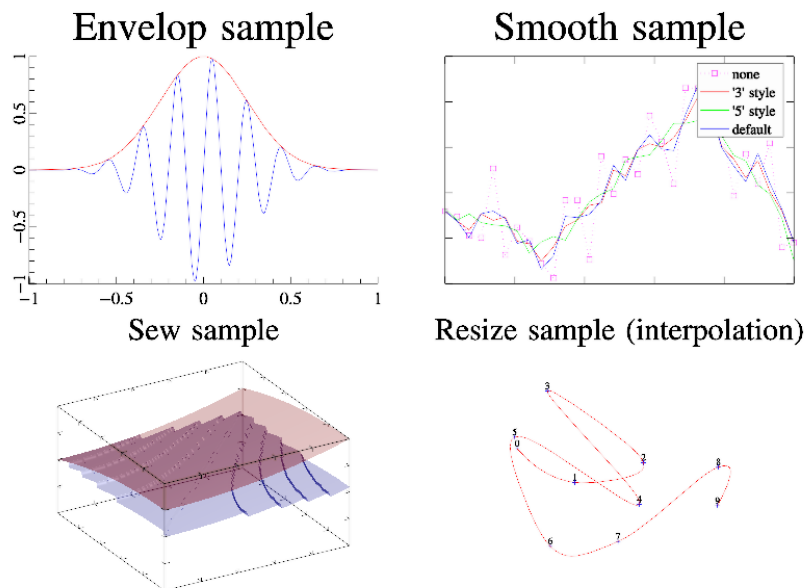 Envelop sample
1
0.5
0
−0.5
−1
−1
−0.5
0
0.5
1
Smooth sample
none
'3' style
'5' style
default
Sew sample
Resize sample (interpolation)
3
5
0
2
8
1
4
9
6
7